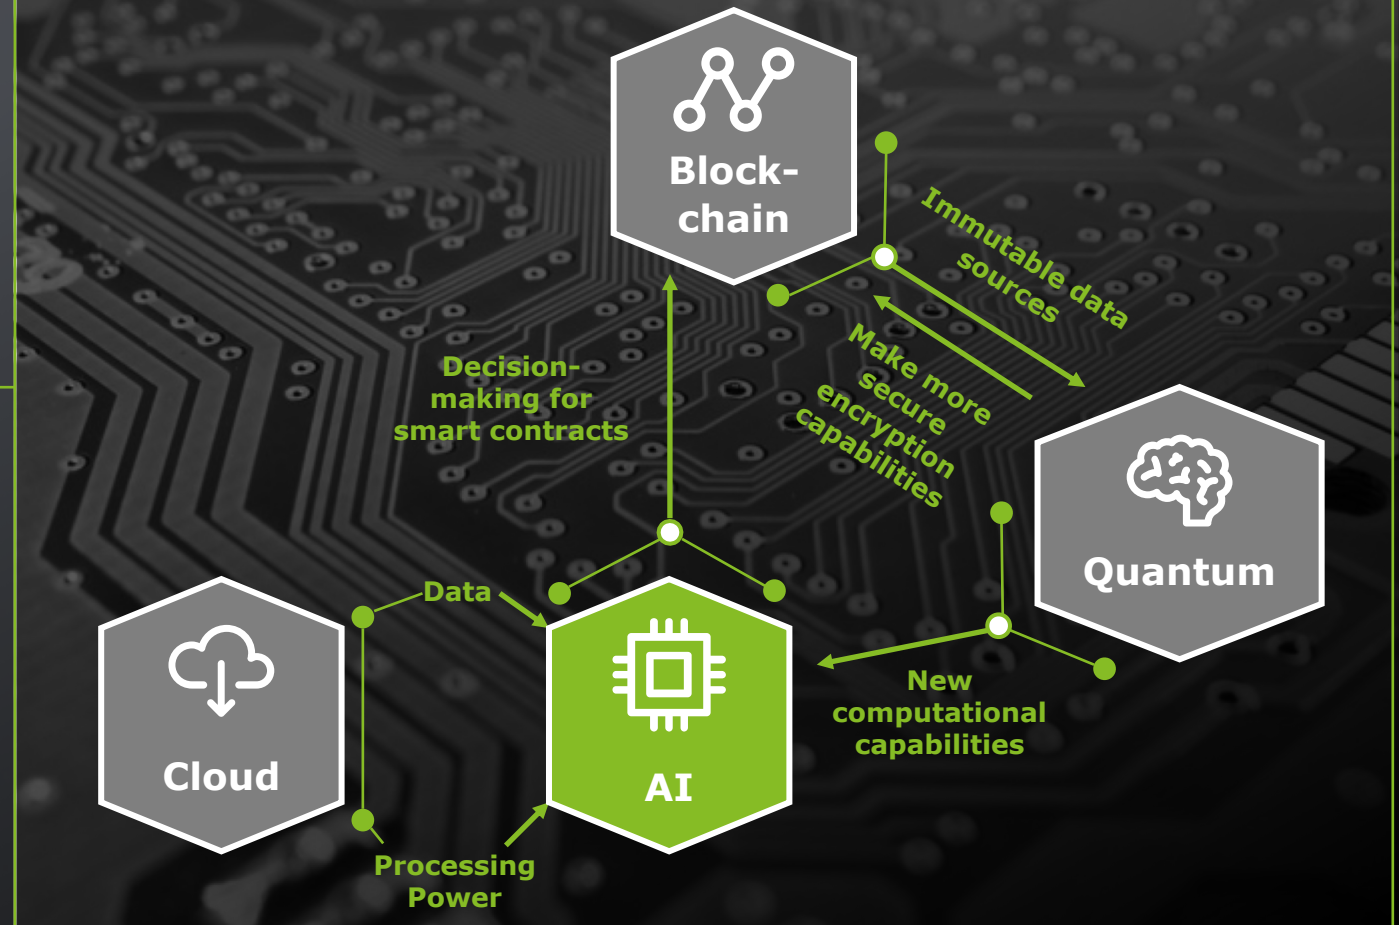 Block-
chain
Immutable data
sources
Make more
secure
encryption
capabilities
Decision-
making for
smart contracts
Quantum
Data
Cloud
AI
New
computational
capabilities
Processing
Power